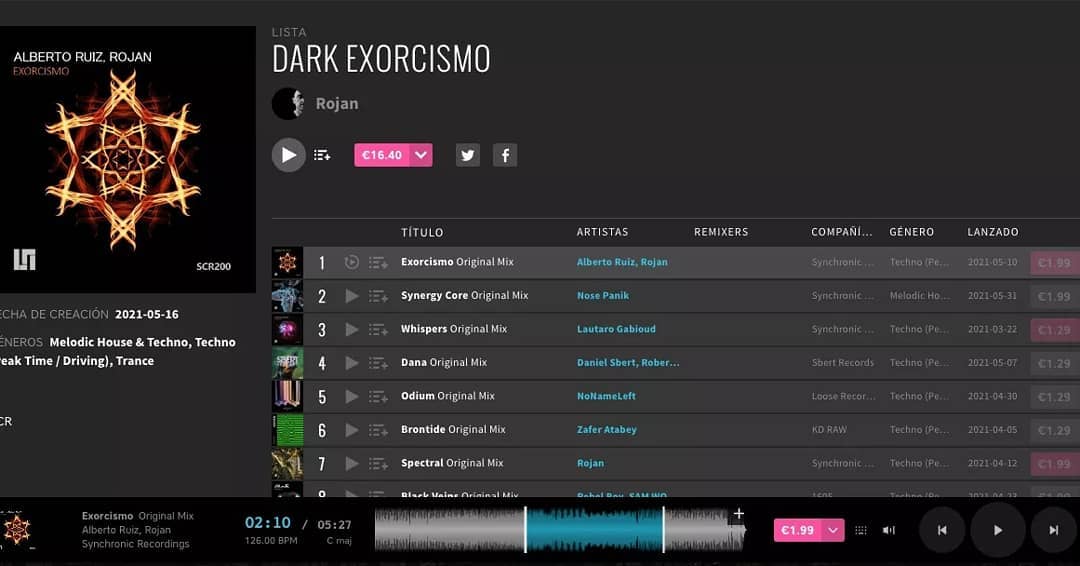 ALBERTO RUIZ, ROJAN
EXORCISMO
SCR200
ECHA DE CREACIÓN 2021-05-16
ÉNEROS Melodic House & Techno, Techno
eak Time / Driving), Trance
CR
LISTA
DARK EXORCISMO
Rojan
€16.40
TÍTULO ARTISTAS REMIXERS COMPAÑÍ... GÉNERO LANZADO
1 Exorcismo Original Mix Alberto Ruiz, Rojan Synchronic ... Techno (Pe... 2021-05-10 €1.99
2 Synergy Core Original Mix Nose Panik Synchronic ... Melodic Ho... 2021-05-31 €1.99
3 Whispers Original Mix Lautaro Gabioud Synchronic ... Techno (Pe... 2021-03-22 €1.29
4 Dana Original Mix Daniel Sbert, Rober... Sbert Records Techno (Pe... 2021-05-07 €1.29
5 Odium Original Mix NoNameLeft Loose Recor... Techno (Pe... 2021-04-30 €1.29
6 Brontide Original Mix Zafer Atabey KD RAW Techno (Pe... 2021-04-05 €1.29
7 Spectral Original Mix Rojan Synchronic ... Techno (Pe... 2021-04-12 €1.99
8 Black Veins Original Mix Rebel Boy, SAM WO... 1605 Techno (Pe... 2021-04-23 €1.29
Exorcismo Original Mix
Alberto Ruiz, Rojan
Synchronic Recordings
02:10 / 05:27
126.00 BPM C maj
€1.99